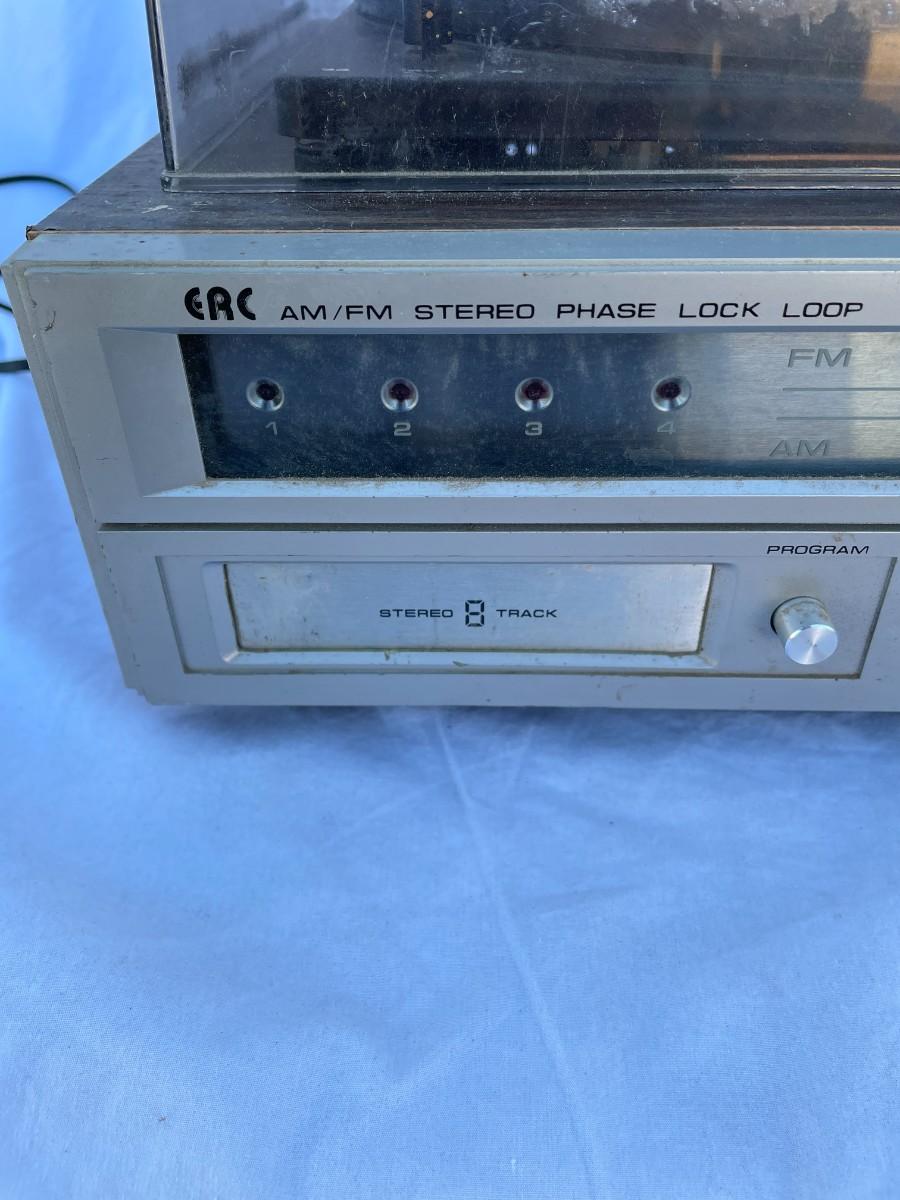 ERC AM/FM STEREO PHASE LOCK LOOP
FM
1 2 3 4
AM
PROGRAM
STEREO 8 TRACK